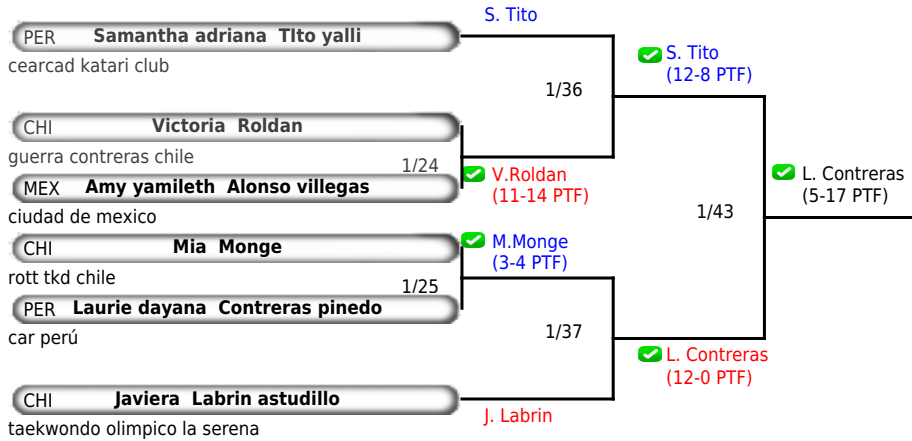 S. Tito
PER Samantha adriana TIto yalli
cearcad katari club
S. Tito
(12-8 PTF)
1/36
CHI Victoria Roldan
guerra contreras chile
1/24
V.Roldan
(11-14 PTF)
MEX Amy yamileth Alonso villegas
ciudad de mexico
L. Contreras
(5-17 PTF)
1/43
CHI Mia Monge
M.Monge
(3-4 PTF)
rott tkd chile
1/25
PER Laurie dayana Contreras pinedo
car perú
1/37
L. Contreras
(12-0 PTF)
CHI Javiera Labrin astudillo
J. Labrin
taekwondo olimpico la serena